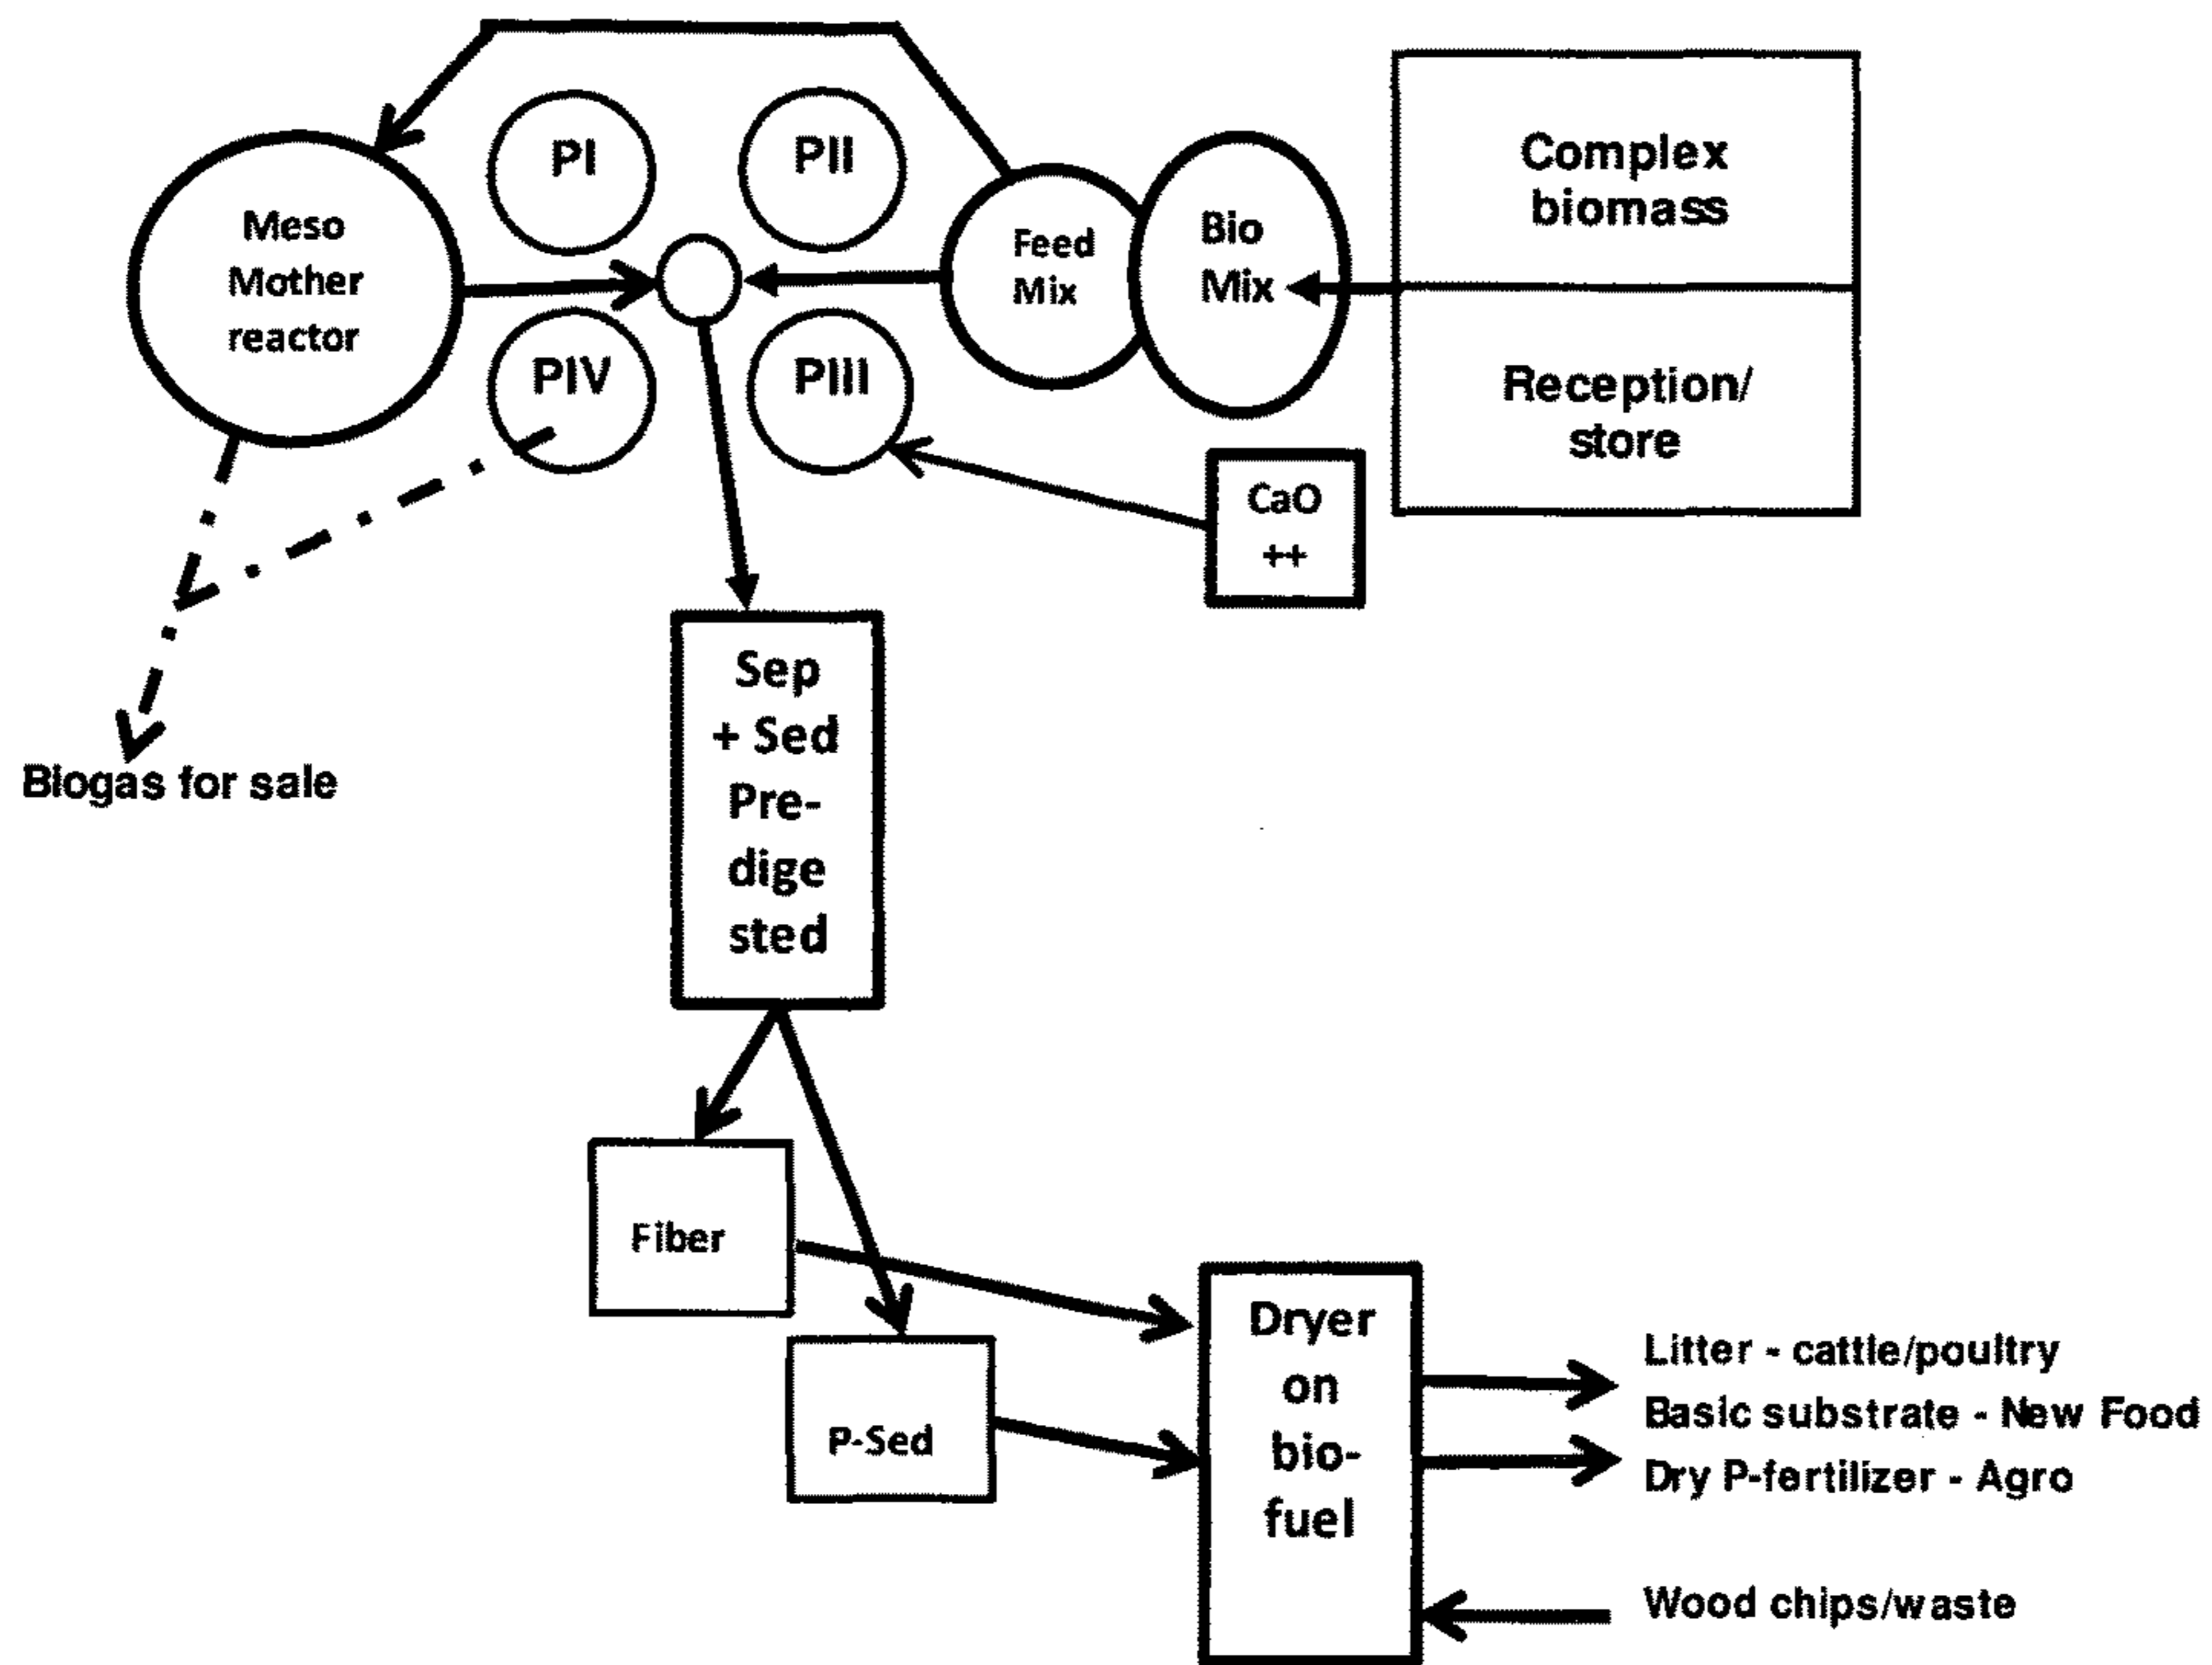 PI
PII
Meso
Mother
reactor
PIV
PIII
Feed
Mix
Bio
Mix
Complex
biomass
Reception/
store
CaO
++
Biogas for sale
Sep
+ Sed
Pre-
dige
sted
Fiber
P-Sed
Dryer
on
bio-
fuel
Litter - cattle/poultry
Basic substrate - New Food
Dry P-fertilizer - Agro
Wood chips/waste